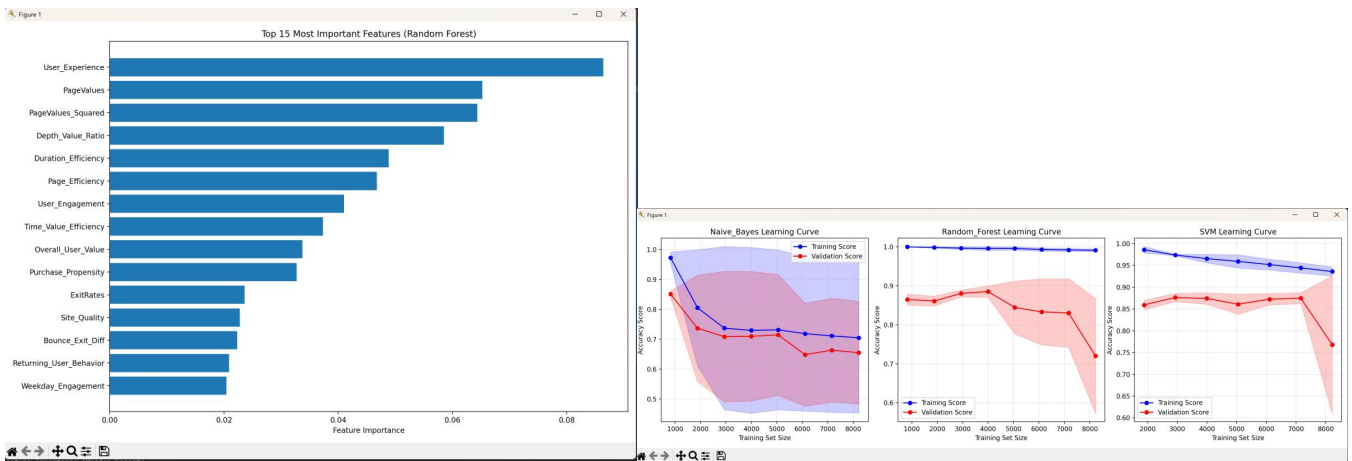 Figure 1
Top 15 Most Important Features (Random Forest)
User_Experience
PageValues
PageValues_Squared
Depth_Value_Ratio
Duration_Efficiency
Page_Efficiency
User_Engagement
Time_Value_Efficiency
Overall_User_Value
Purchase_Propensity
ExitRates
Site_Quality
Bounce_Exit_Diff
Returning_User_Behavior
Weekday_Engagement
0.00 0.02 0.04 0.06 0.08
Feature Importance
Figure 1
Naive_Bayes Learning Curve
Training Score
Validation Score
Accuracy Score
1.0
0.9
0.8
0.7
0.6
0.5
1000 2000 3000 4000 5000 6000 7000 8000
Training Set Size
Random_Forest Learning Curve
Accuracy Score
1.0
0.9
0.8
0.7
0.6
Training Score
Validation Score
1000 2000 3000 4000 5000 6000 7000 8000
Training Set Size
SVM Learning Curve
Accuracy Score
1.00
0.95
0.90
0.85
0.80
0.75
0.70
0.65
0.60
Training Score
Validation Score
2000 3000 4000 5000 6000 7000 8000
Training Set Size